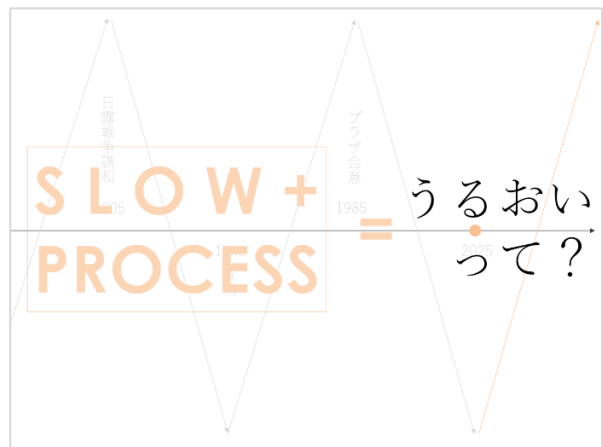 日露戦争講和
プラザ合意
SLOW+
PROCESS
=
うるおい
って?
1985
2025